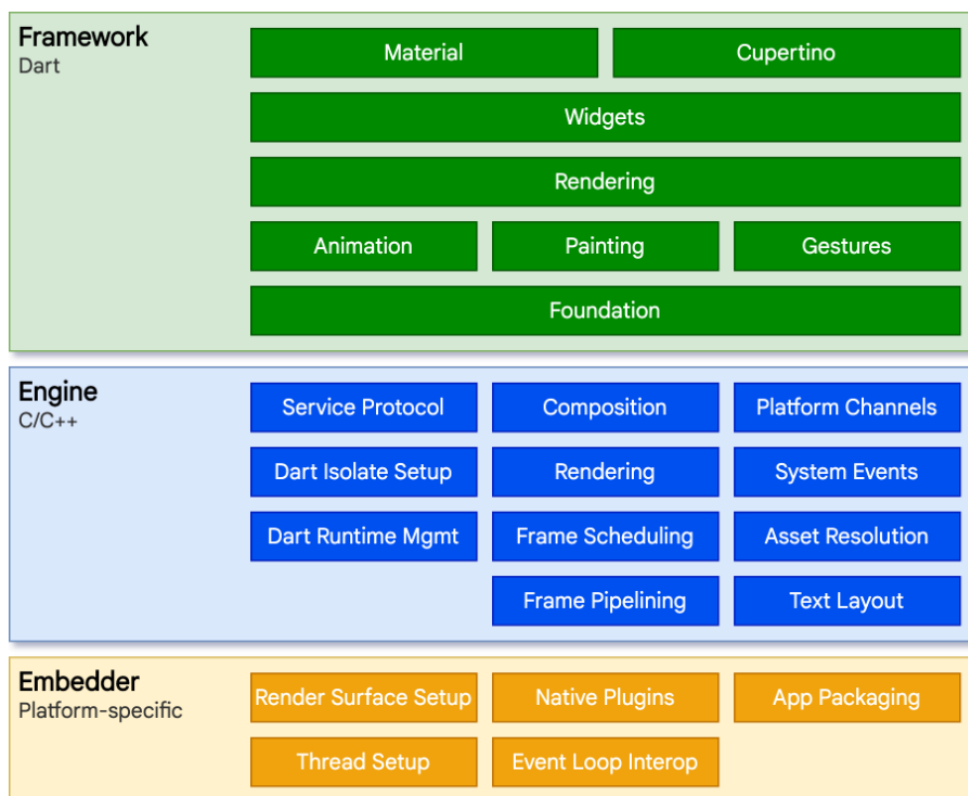 Framework
Dart
Material
Cupertino
Widgets
Rendering
Animation
Painting
Gestures
Foundation
Engine
C/C++
Service Protocol
Composition
Platform Channels
Dart Isolate Setup
Rendering
System Events
Dart Runtime Mgmt
Frame Scheduling
Asset Resolution
Frame Pipelining
Text Layout
Embedder
Platform-specific
Render Surface Setup
Native Plugins
App Packaging
Thread Setup
Event Loop Interop